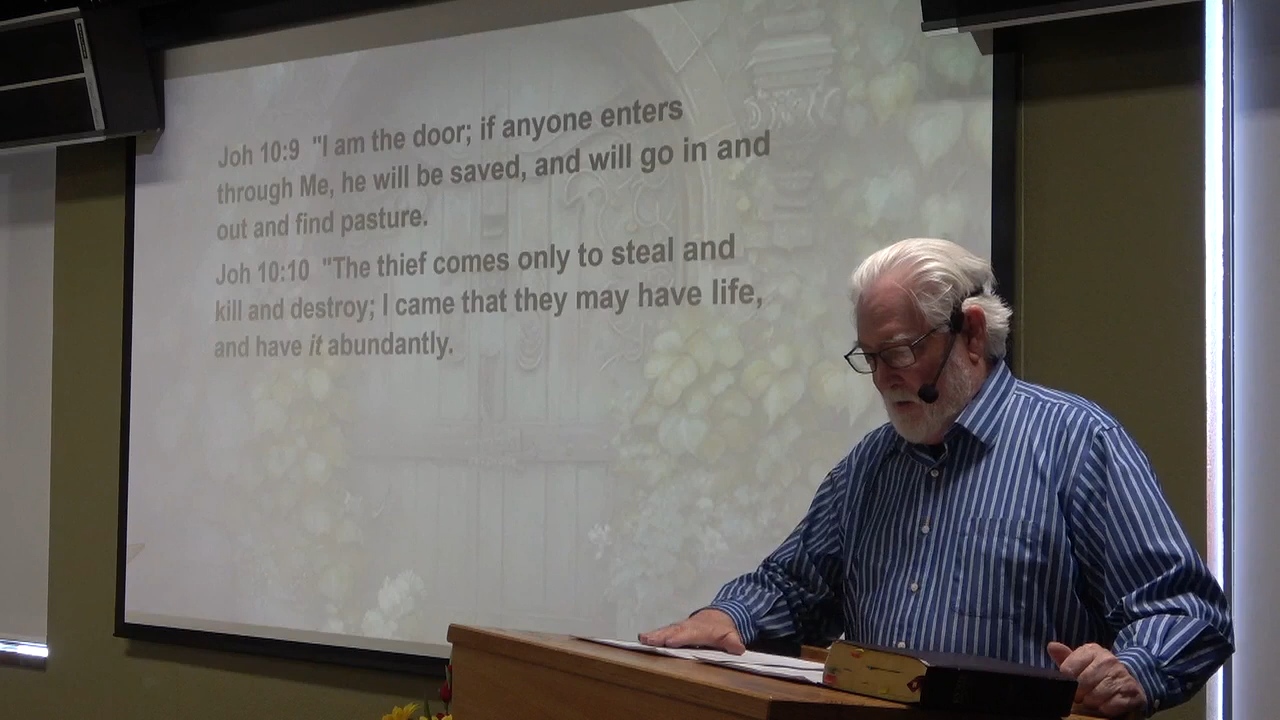 Joh 10:9 "I am the door; if anyone enters
through Me, he will be saved, and will go in and
out and find pasture.
Joh 10:10 "The thief comes only to steal and
kill and destroy; I came that they may have life,
and have it abundantly.